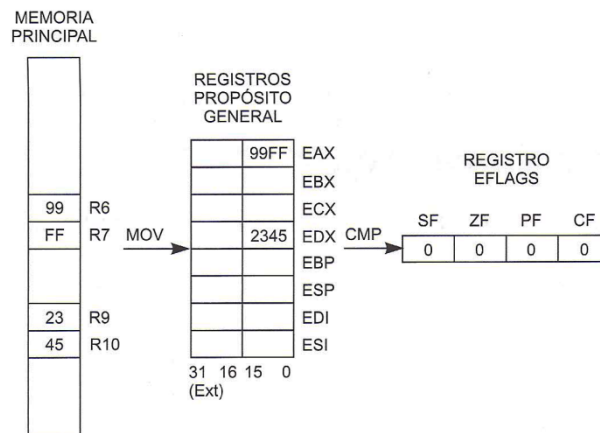 MEMORIA
PRINCIPAL
REGISTROS
PROPÓSITO
GENERAL
99FF EAX
EBX
ECX
2345 EDX
EBP
ESP
EDI
ESI
31 16 15 0
(Ext)
99 R6
FF R7
23 R9
45 R10
MOV
CMP
REGISTRO
EFLAGS
SF ZF PF CF
0 0 0 0